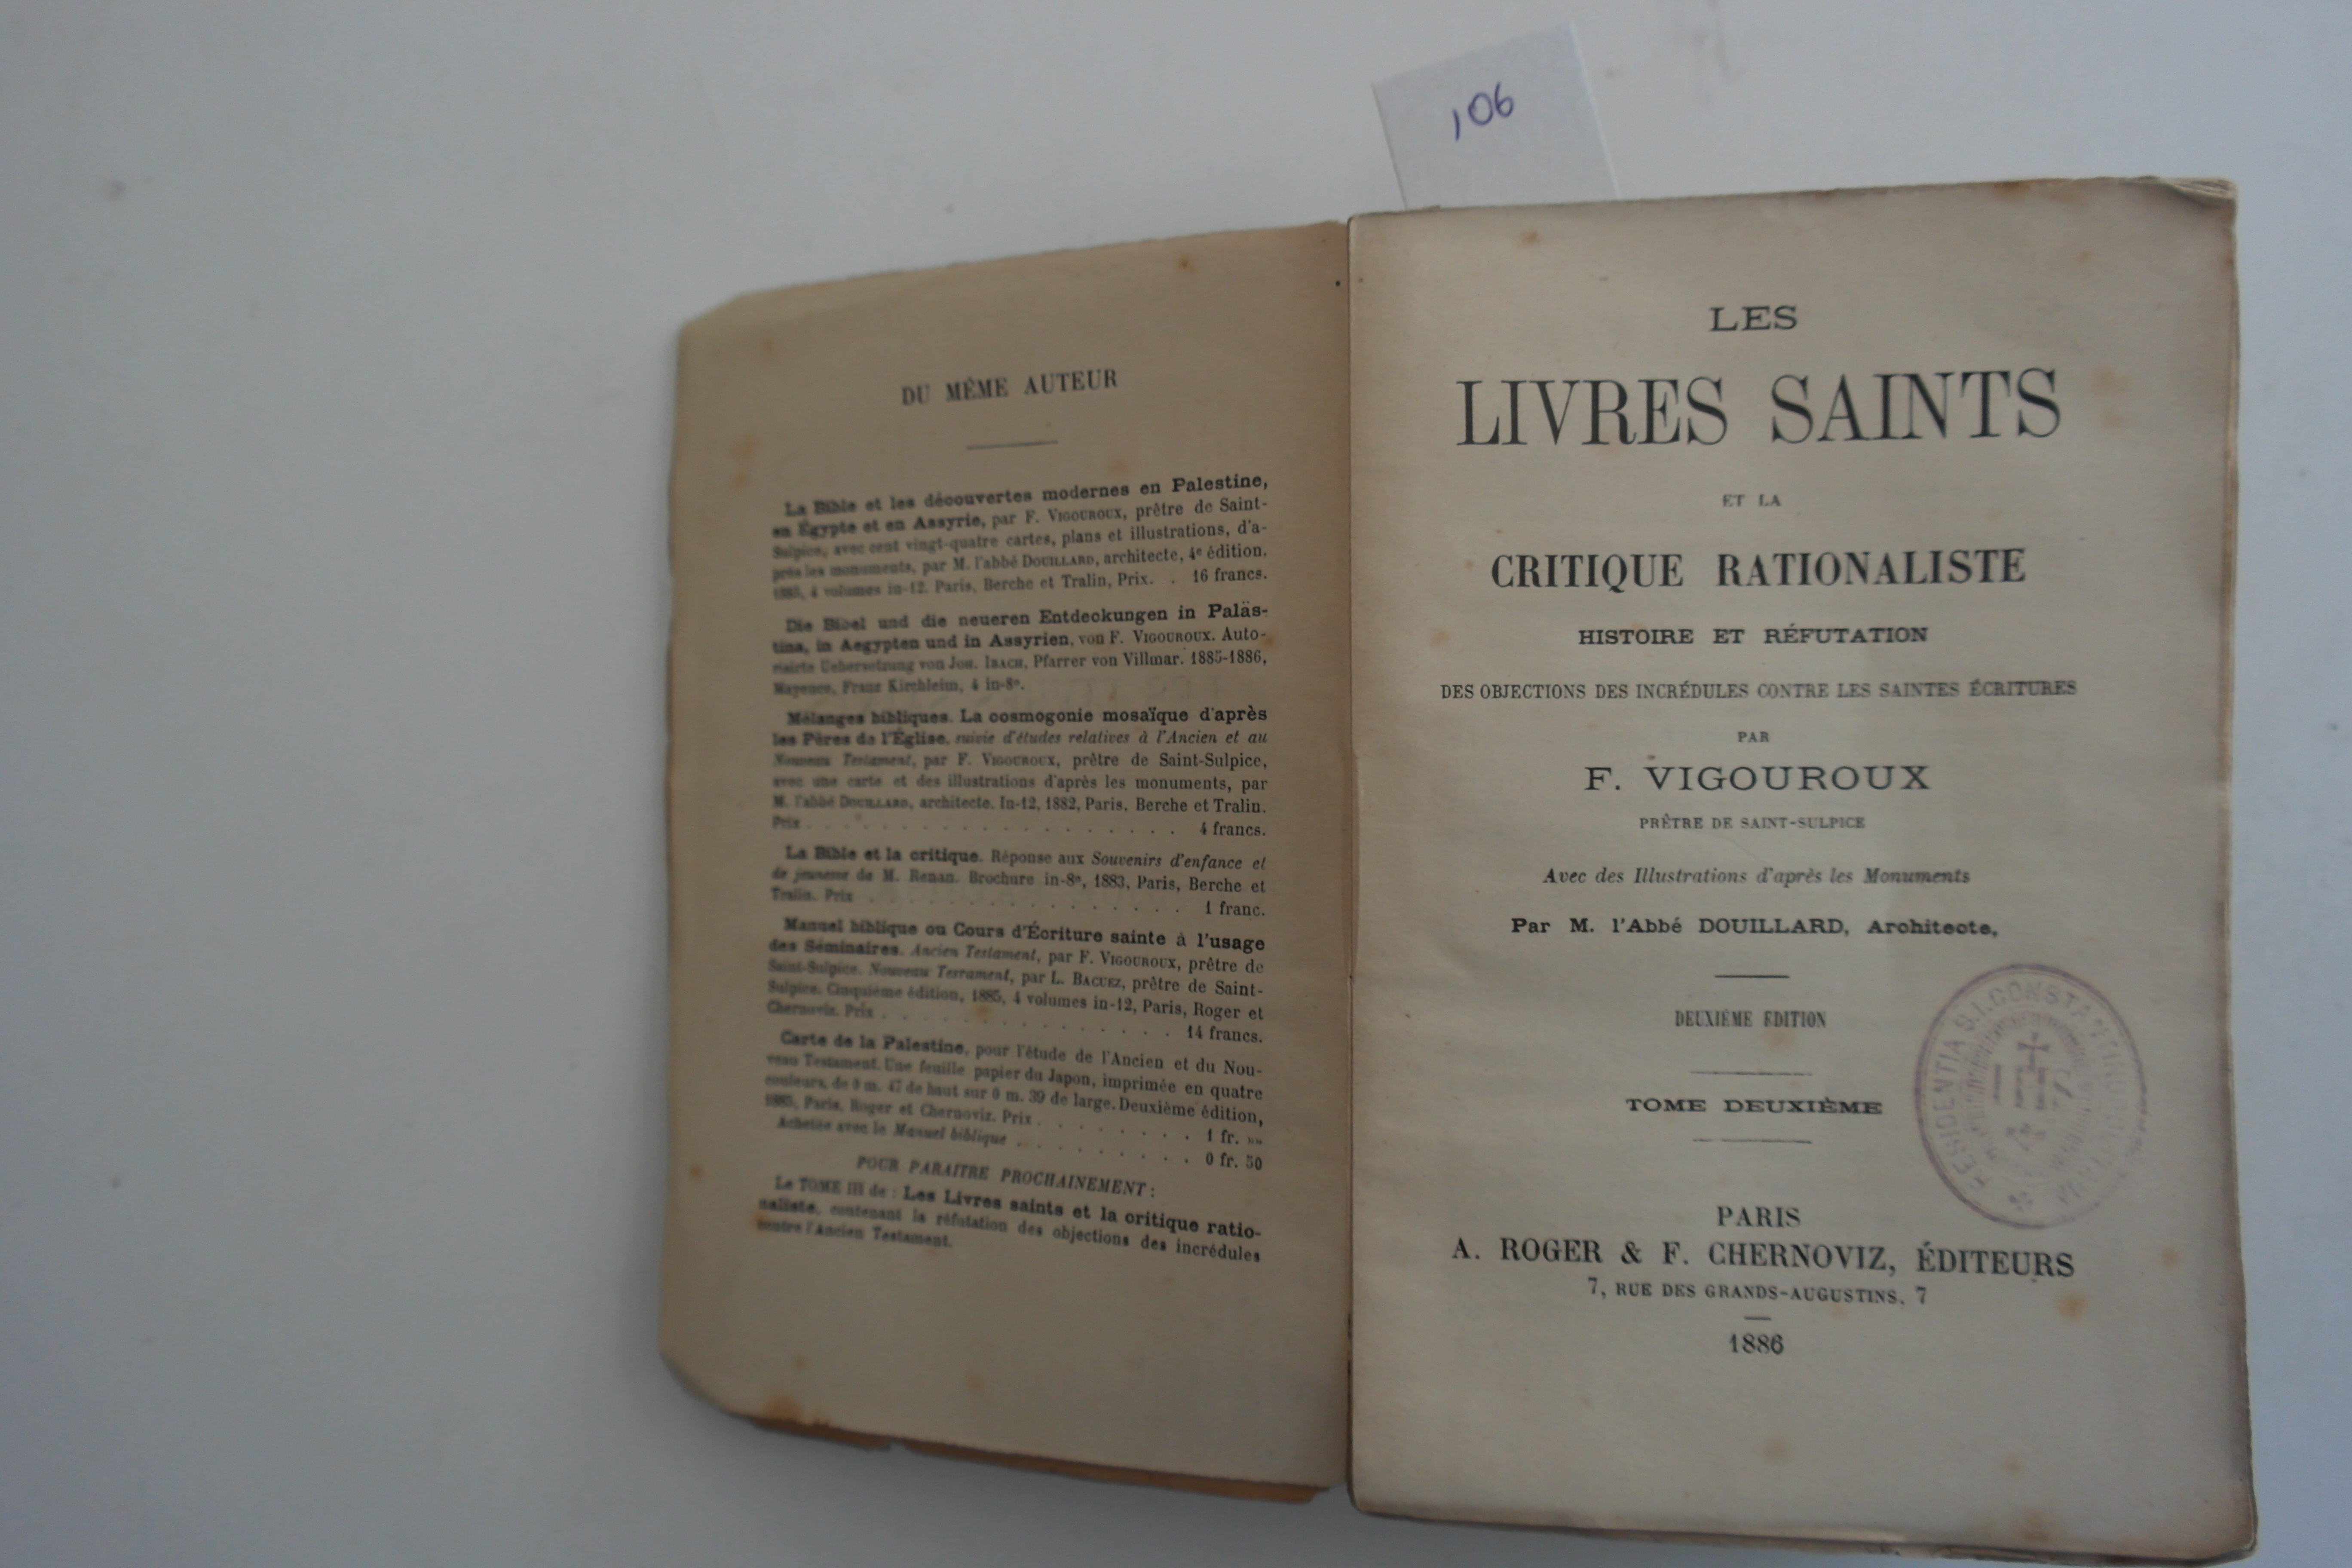 106
DU MÊME AUTEUR
La Bible et les découvertes modernes en Palestine,
en Égypte et en Assyrie, par F. VIGOUROUX, prêtre de Saint-
Sulpice, avec cent vingt-quatre cartes, plans et illustrations, d'a-
près les monuments, par M. l'abbé DOUILLARD, architecte, 4e édition.
4 volumes in-12. Paris, Berche et Tralin, Prix. . 16 francs.
Die Bibel und die neueren Entdeckungen in Paläs-
tina, in Aegypten und in Assyrien, von F. VIGOUROUX. Auto-
risirte Uebersetzung von JOH. IBACH, Pfarrer von Villmar. 1885-1886,
Mayence, Franz Kirchheim, 4 in-8°.
Mélanges bibliques. La cosmogonie mosaïque d'après
les Pères de l'Église, suivie d'études relatives à l'Ancien et au
Nouveau Testament, par F. VIGOUROUX, prêtre de Saint-Sulpice,
avec une carte et des illustrations d'après les monuments, par
M. l'abbé DOUILLARD, architecte. In-12, 1882, Paris, Berche et Tralin.
Prix . . . . . . . . . . . . . . . . . . . . 4 francs.
La Bible et la critique. Réponse aux Souvenirs d'enfance et
de jeunesse de M. Renan. Brochure in-8°, 1883, Paris, Berche et
Tralin. Prix . . . . . . . . . . . . . . . . . 1 franc.
Manuel biblique ou Cours d'Écriture sainte à l'usage
des Séminaires. Ancien Testament, par F. VIGOUROUX, prêtre de
Saint-Sulpice. Nouveau Testament, par L. BACUEZ, prêtre de Saint-
Sulpice. Cinquième édition, 1885, 4 volumes in-12, Paris, Roger et
Chernoviz. Prix . . . . . . . . . . . . . . . . 14 francs.
Carte de la Palestine, pour l'étude de l'Ancien et du Nou-
veau Testament. Une feuille papier du Japon, imprimée en quatre
couleurs, de 0 m. 47 de haut sur 0 m. 39 de large. Deuxième édition,
1885, Paris, Roger et Chernoviz. Prix . . . . . . . . 1 fr. »»
Achetée avec le Manuel biblique . . . . . . . . . . 0 fr. 50
POUR PARAITRE PROCHAINEMENT :
Le TOME III de : Les Livres saints et la critique ratio-
naliste, contenant la réfutation des objections des incrédules
contre l'Ancien Testament.
LES
LIVRES SAINTS
ET LA
CRITIQUE RATIONALISTE
HISTOIRE ET RÉFUTATION
DES OBJECTIONS DES INCRÉDULES CONTRE LES SAINTES ÉCRITURES
PAR
F. VIGOUROUX
PRÊTRE DE SAINT-SULPICE
Avec des Illustrations d'après les Monuments
Par M. l'Abbé DOUILLARD, Architecte,
DEUXIÈME EDITION
TOME DEUXIÈME
PARIS
A. ROGER & F. CHERNOVIZ, ÉDITEURS
7, RUE DES GRANDS-AUGUSTINS, 7
1886
RESIDENTIA S.I. CONSTANTINOPOLITANA